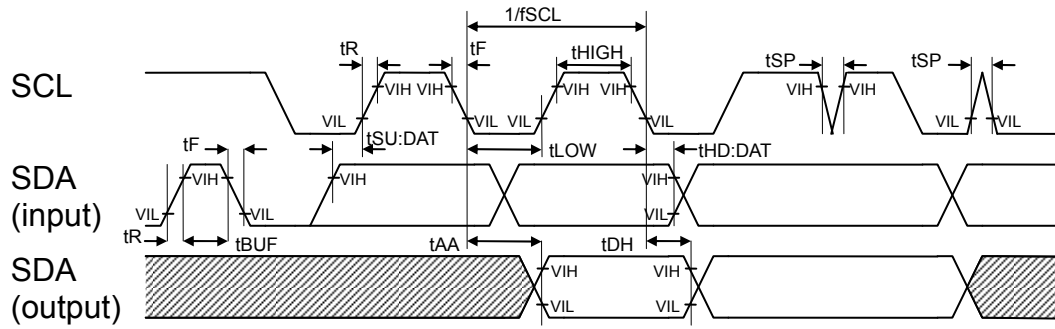 1/fSCL
tR
tF
tHIGH
tSP
tSP
SCL
VIH VIH
VIH VIH
VIH VIH
VIL
VIL VIL
VIL
VIL VIL
tF
tSU:DAT
tLOW
tHD:DAT
SDA
(input)
VIH
VIH
VIH
VIL
VIL
VIL
tR
tBUF
tAA
tDH
SDA
(output)
VIH
VIH
VIL
VIL